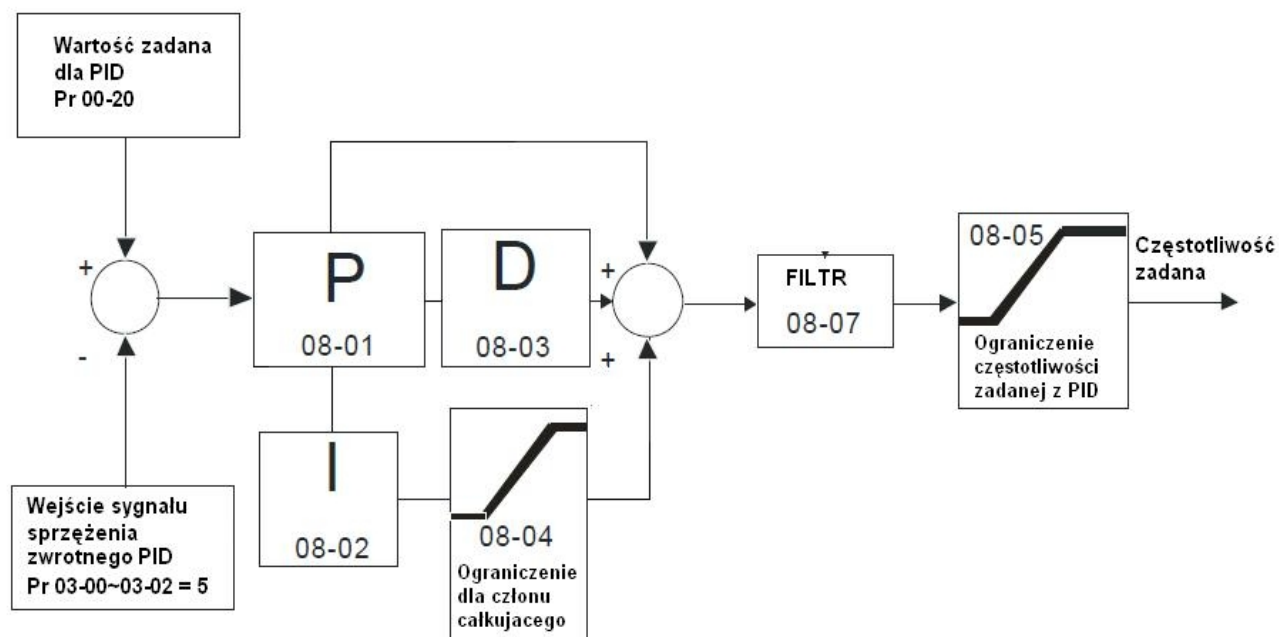 Wartość zadana
dla PID
Pr 00-20
+
-
P
08-01
D
08-03
I
08-02
08-04
Ograniczenie
dla członu
całkujacego
+
+
FILTR
08-07
08-05
Ograniczenie
częstotliwości
zadanej z PID
Częstotliwość
zadana
Wejście sygnału
sprzężenia
zwrotnego PID
Pr 03-00~03-02 = 5